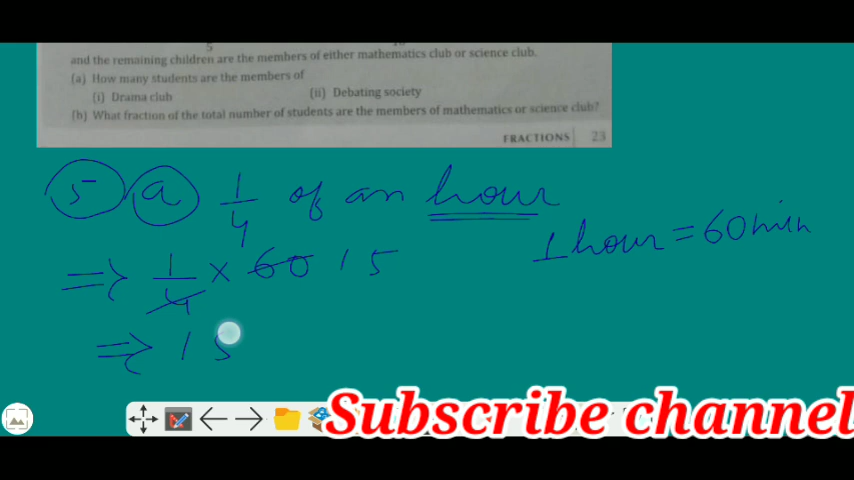 5
and the remaining children are the members of either mathematics club or science club.
(a) How many students are the members of
(i) Drama club (ii) Debating society
(b) What fraction of the total number of students are the members of mathematics or science club?
FRACTIONS 23
5 a 1/4 of an hour
1 hour = 60 min
⇒ 1/4 × 60 15
⇒ 15
Subscribe channel